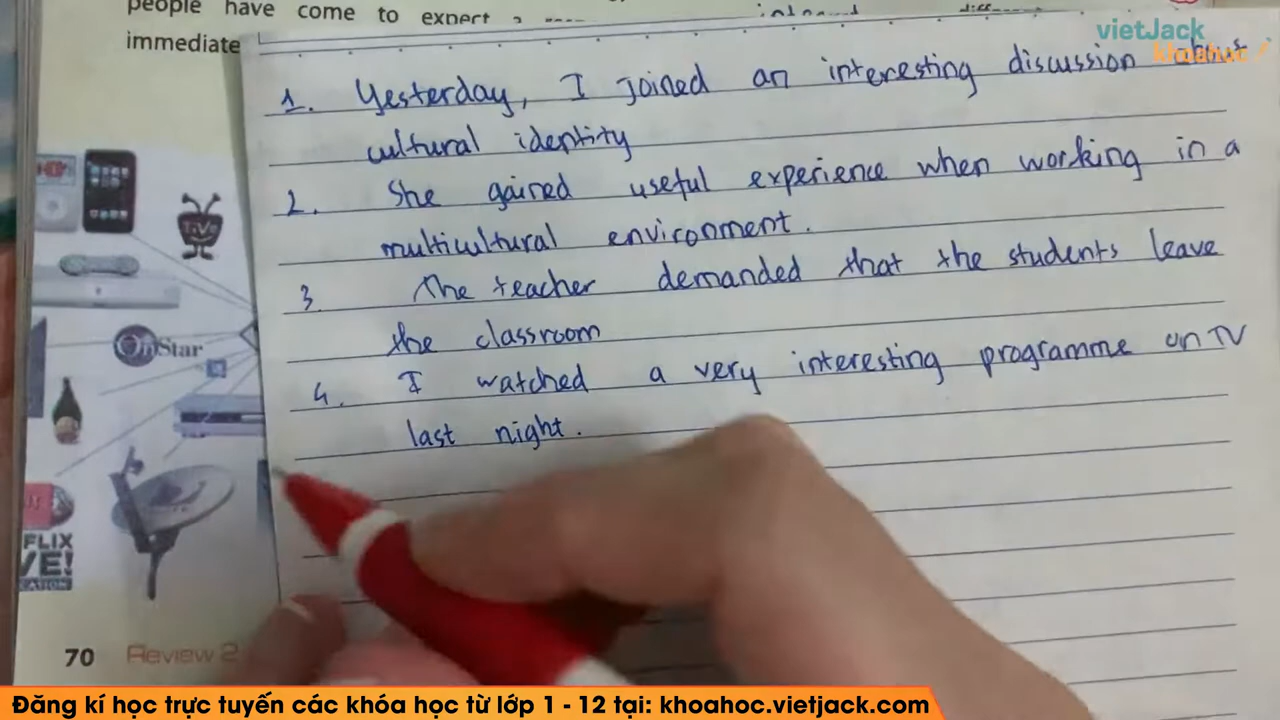 people have come to expect a
immediate
vietJack
khoahoc
1. Yesterday, I joined an interesting discussion about
cultural identity
2. She gained useful experience when working in a
multicultural environment.
3. The teacher demanded that the students leave
the classroom
4. I watched a very interesting programme on TV
last night.
TiVo
OnStar
FLIX
VE!
70 Review 2
Đăng kí học trực tuyến các khóa học từ lớp 1 - 12 tại: khoahoc.vietjack.com